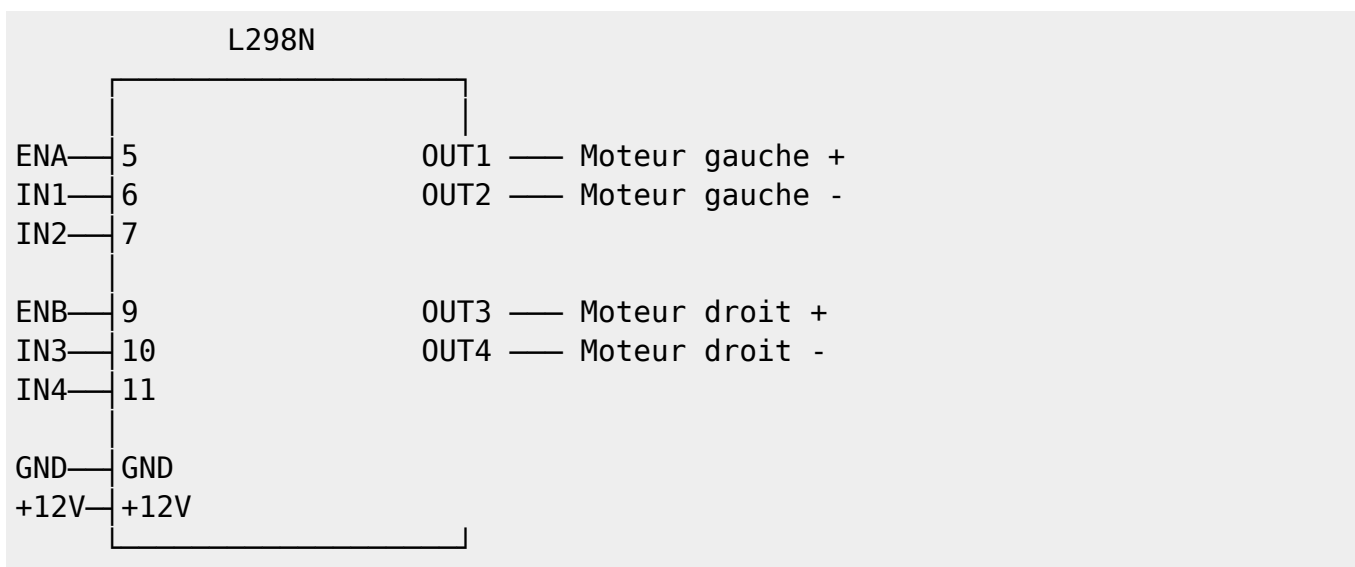 L298N
ENA 5 OUT1 Moteur gauche +
IN1 6 OUT2 Moteur gauche -
IN2 7
ENB 9 OUT3 Moteur droit +
IN3 10 OUT4 Moteur droit -
IN4 11
GND GND
+12V +12V